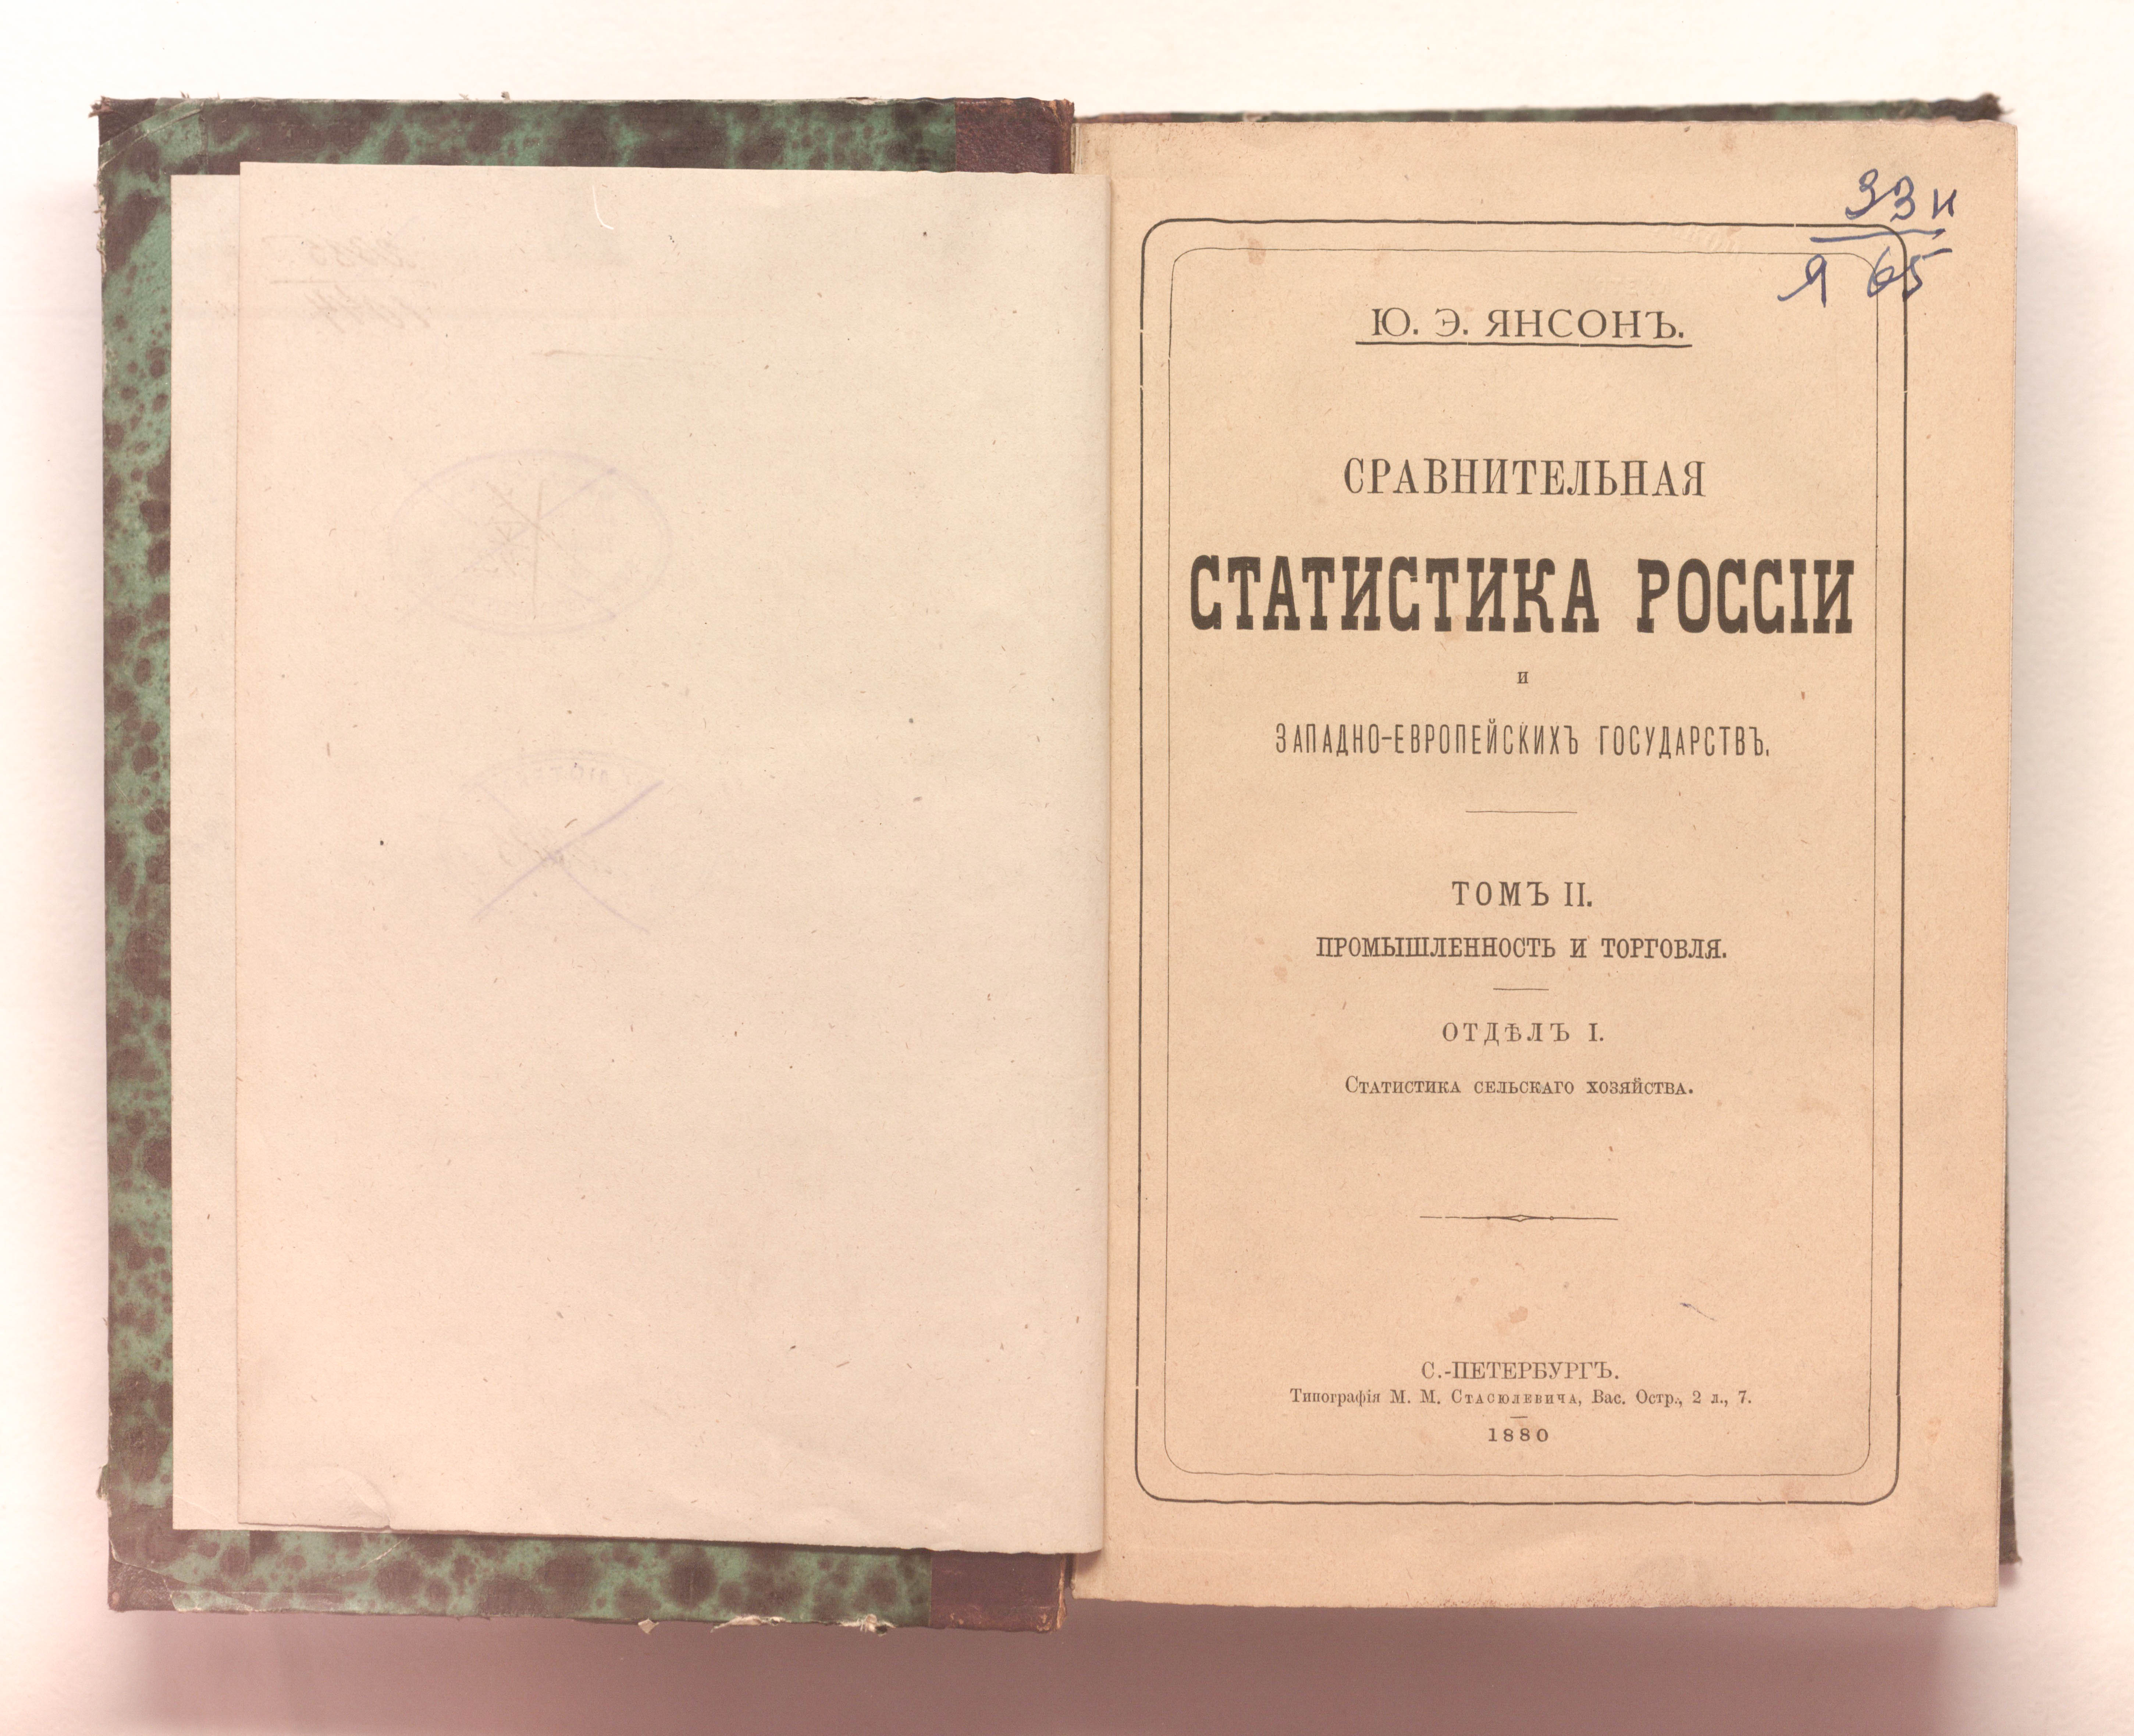 33 н
Я 65
Ю. Э. ЯНСОНЪ.
СРАВНИТЕЛЬНАЯ
СТАТИСТИКА РОССІИ
и
ЗАПАДНО-ЕВРОПЕЙСКИХЪ ГОСУДАРСТВЪ.
ТОМЪ II.
ПРОМЫШЛЕННОСТЬ И ТОРГОВЛЯ.
ОТДѢЛЪ I.
Статистика сельскаго хозяйства.
С.-ПЕТЕРБУРГЪ.
Типографія М. М. Стасюлевича, Вас. Остр., 2 л., 7.
1880